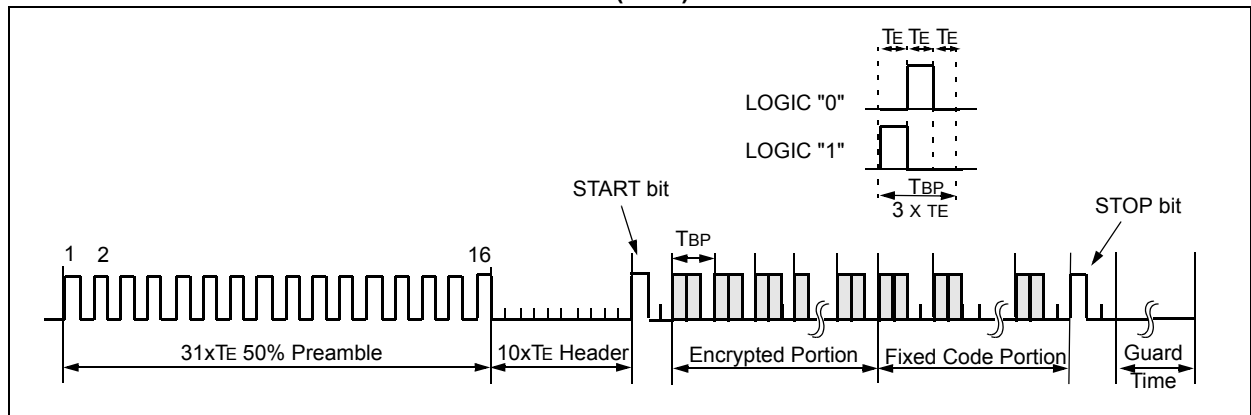 TE TE TE
LOGIC "0"
LOGIC "1"
TBP
3 x TE
START bit
STOP bit
1 2 16
TBP
31xTE 50% Preamble
10xTE Header
Encrypted Portion
Fixed Code Portion
Guard
Time